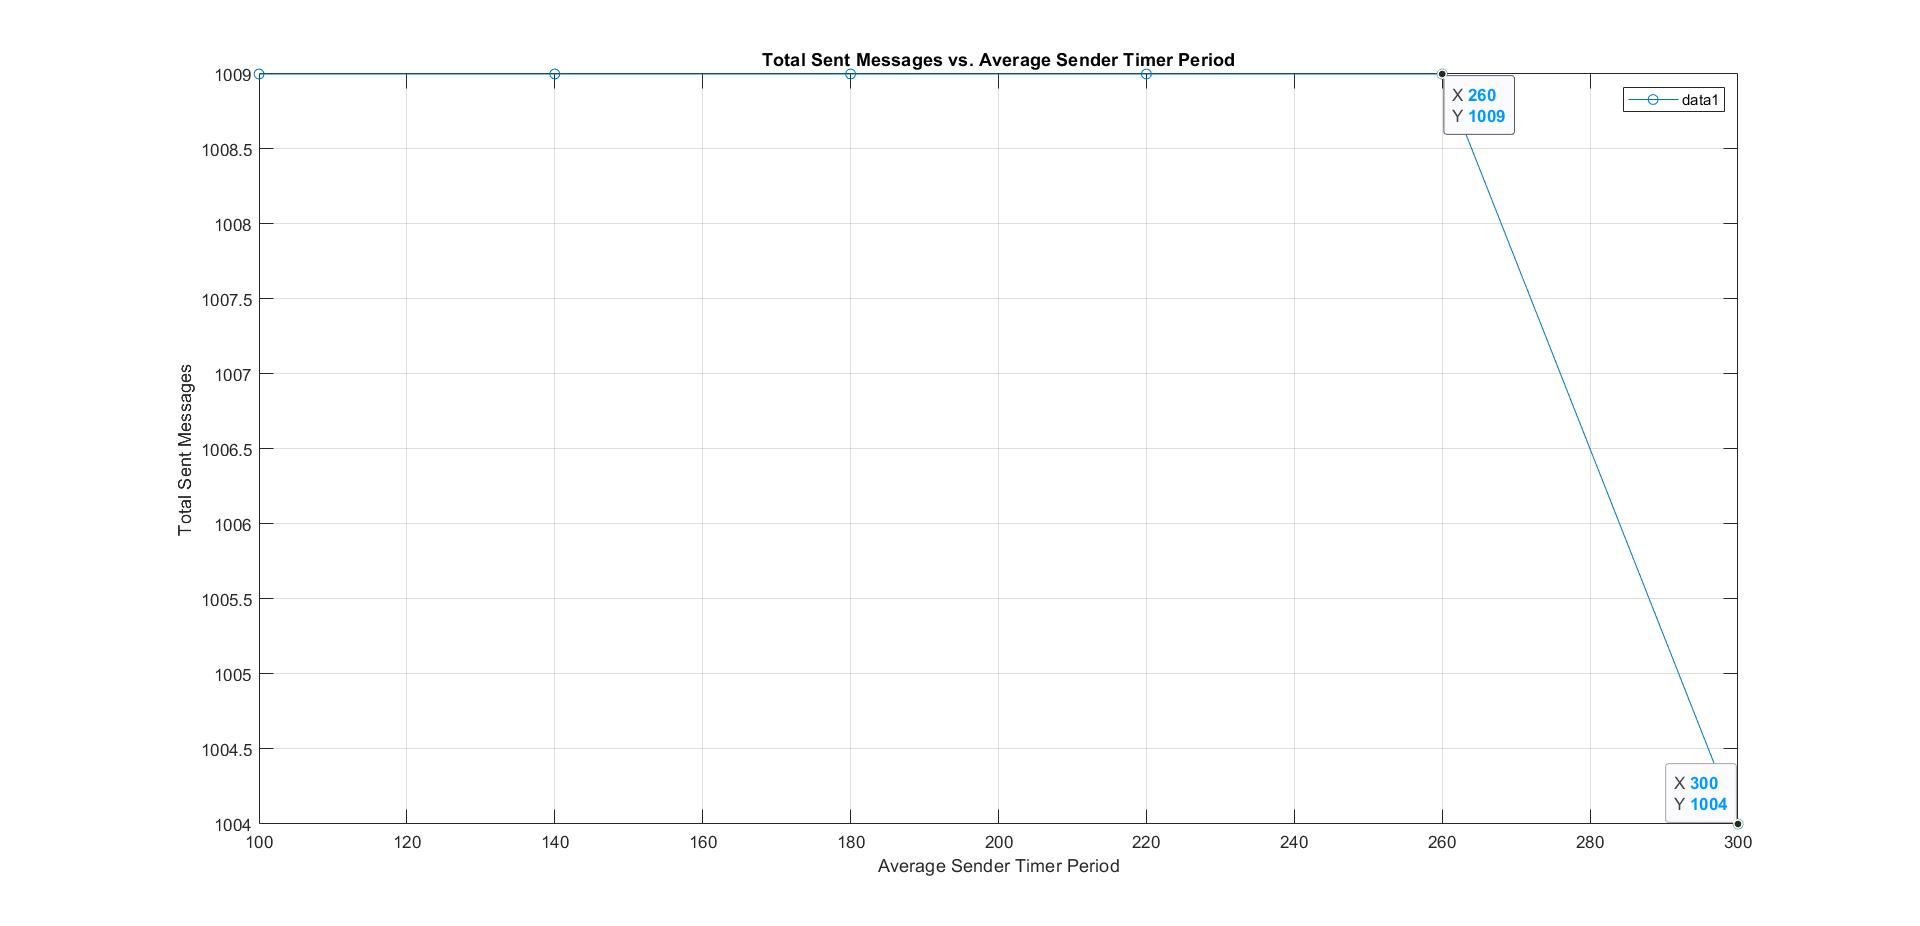 Total Sent Messages vs. Average Sender Timer Period
1009
1008.5
1008
1007.5
1007
1006.5
1006
1005.5
1005
1004.5
1004
Total Sent Messages
X 260
Y 1009
data1
X 300
Y 1004
100 120 140 160 180 200 220 240 260 280 300
Average Sender Timer Period